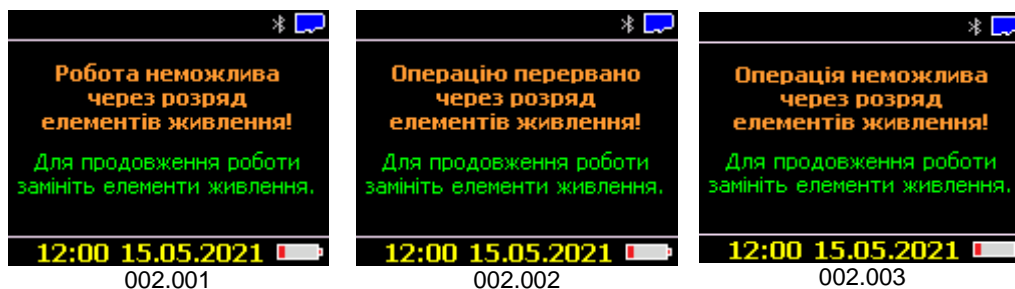 Робота неможлива
через розряд
елементів живлення!
Для продовження роботи
замініть елементи живлення.
12:00 15.05.2021
002.001
Операцію перервано
через розряд
елементів живлення!
Для продовження роботи
замініть елементи живлення.
12:00 15.05.2021
002.002
Операція неможлива
через розряд
елементів живлення!
Для продовження роботи
замініть елементи живлення.
12:00 15.05.2021
002.003